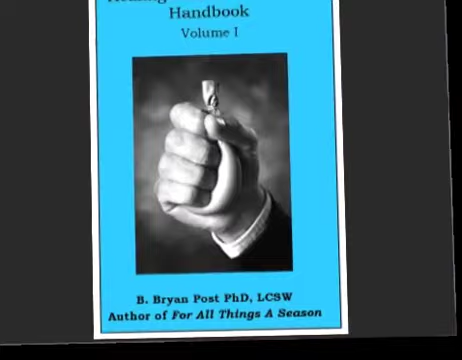 Handbook
Volume I
B. Bryan Post PhD, LCSW
Author of For All Things A Season